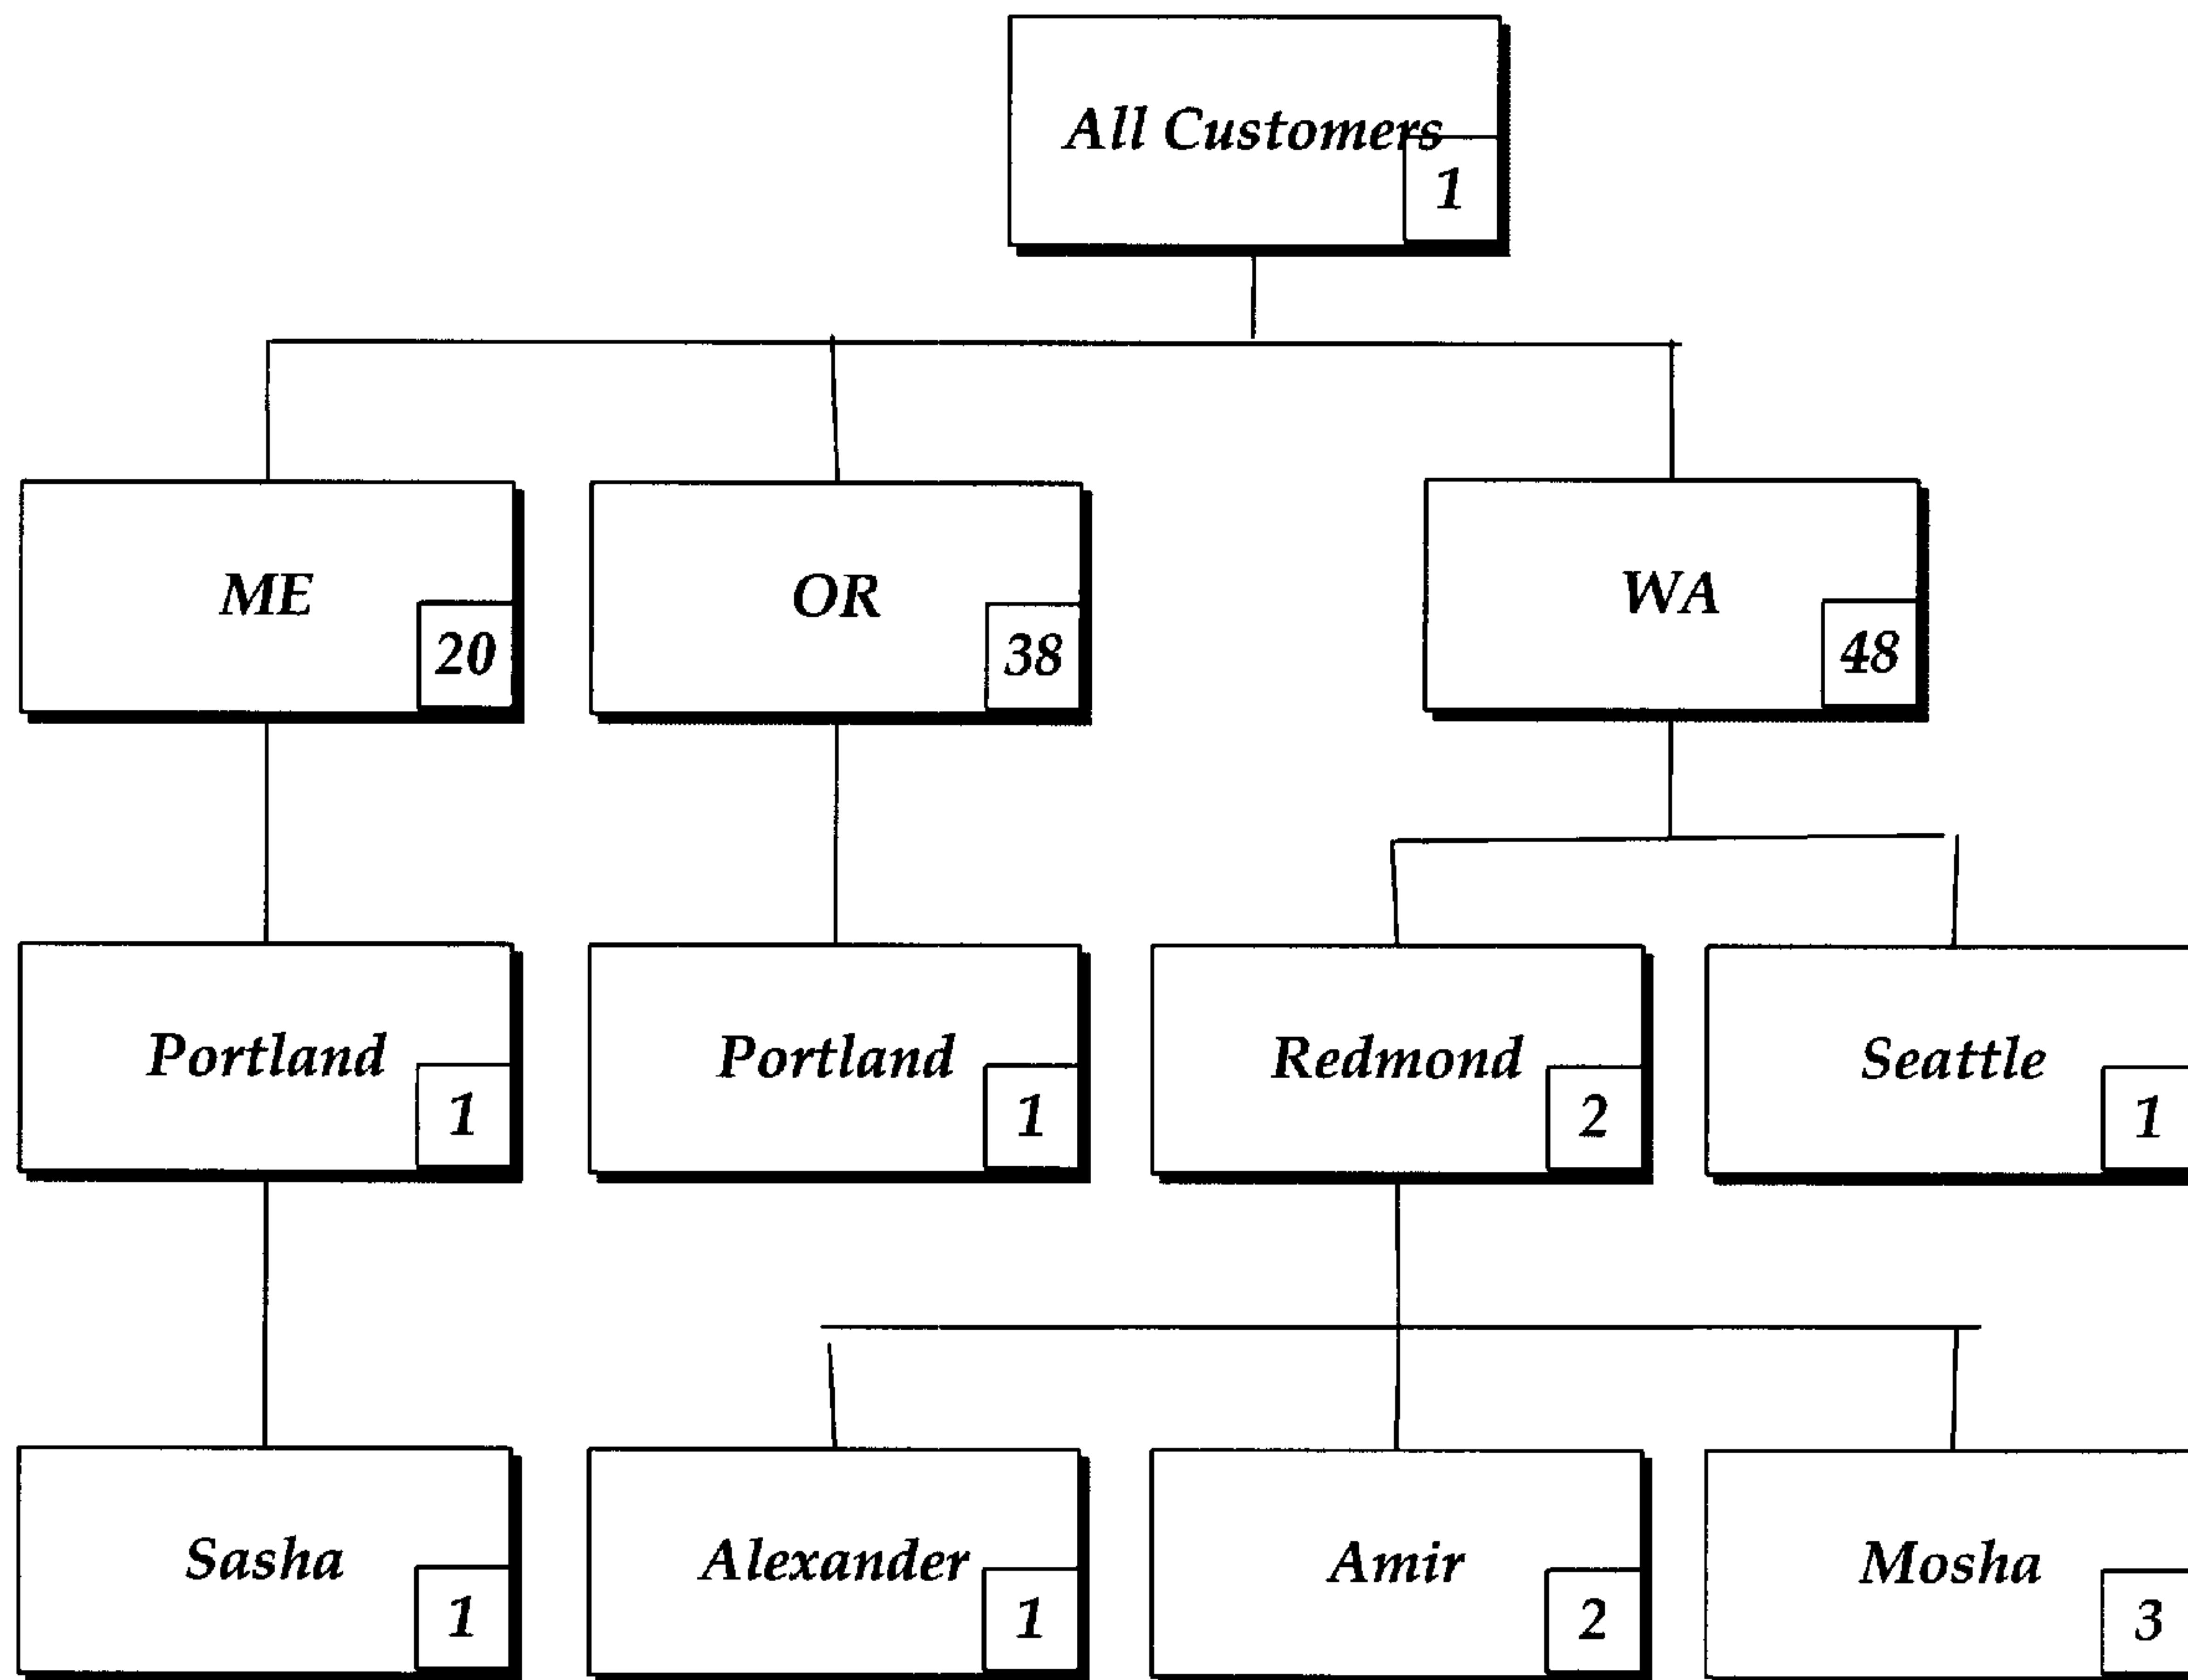 All Customers
1
ME
20
OR
38
WA
48
Portland
1
Portland
1
Redmond
2
Seattle
1
Sasha
1
Alexander
1
Amir
2
Mosha
3